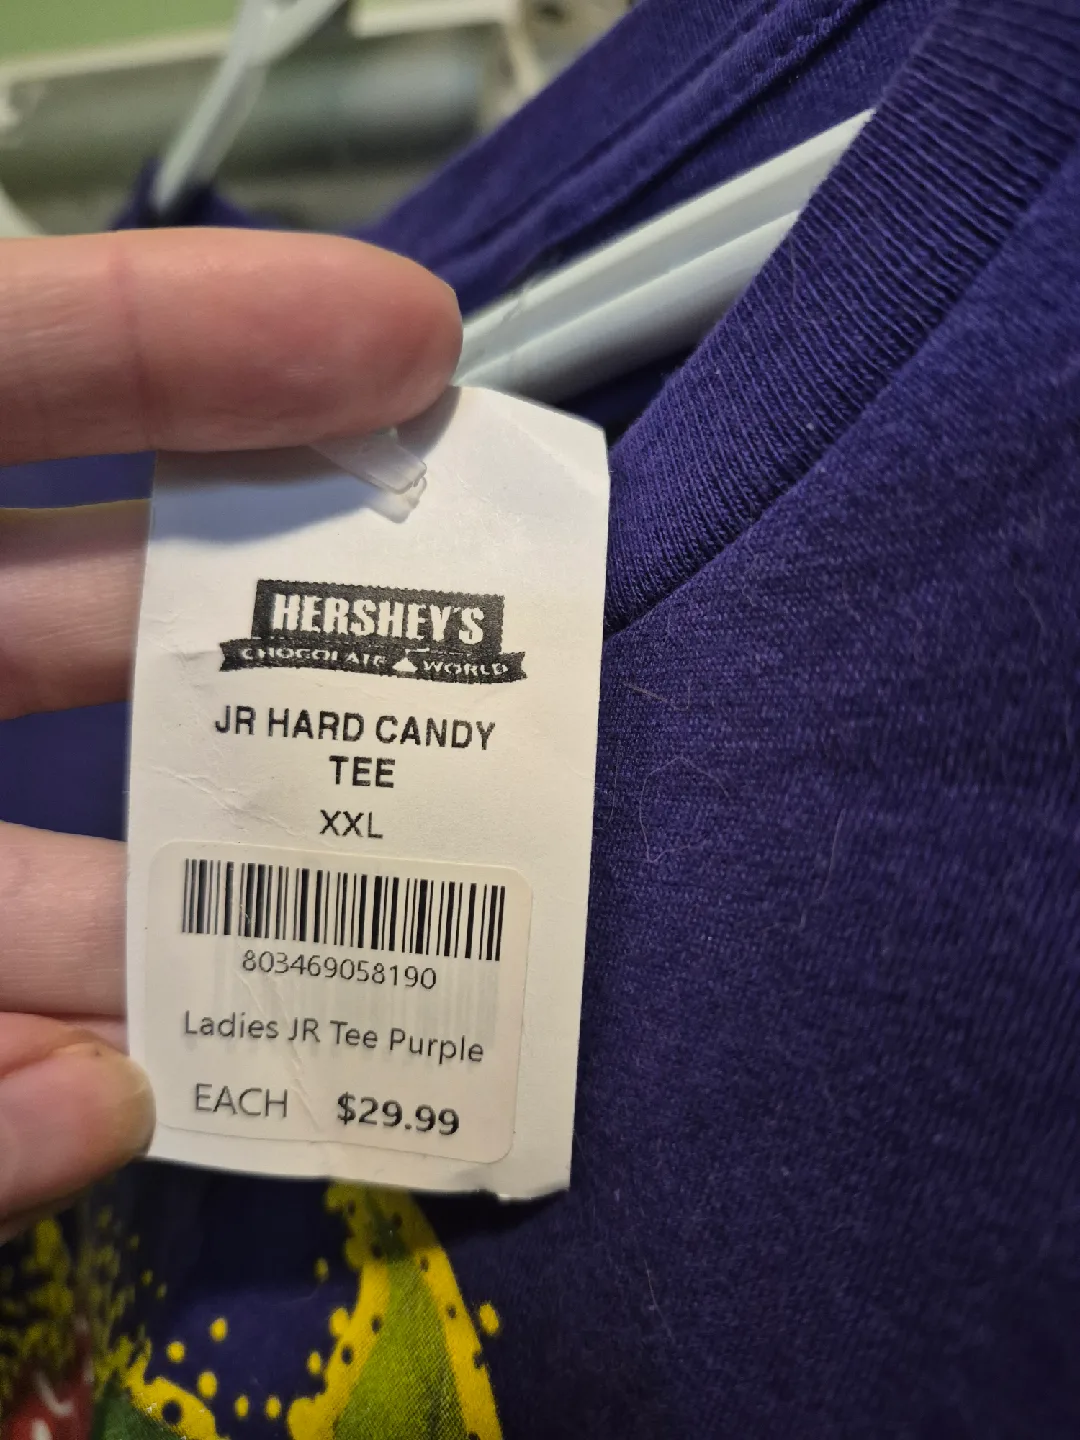 HERSHEY'S
CHOCOLATE WORLD
JR HARD CANDY
TEE
XXL
803469058190
Ladies JR Tee Purple
EACH $29.99